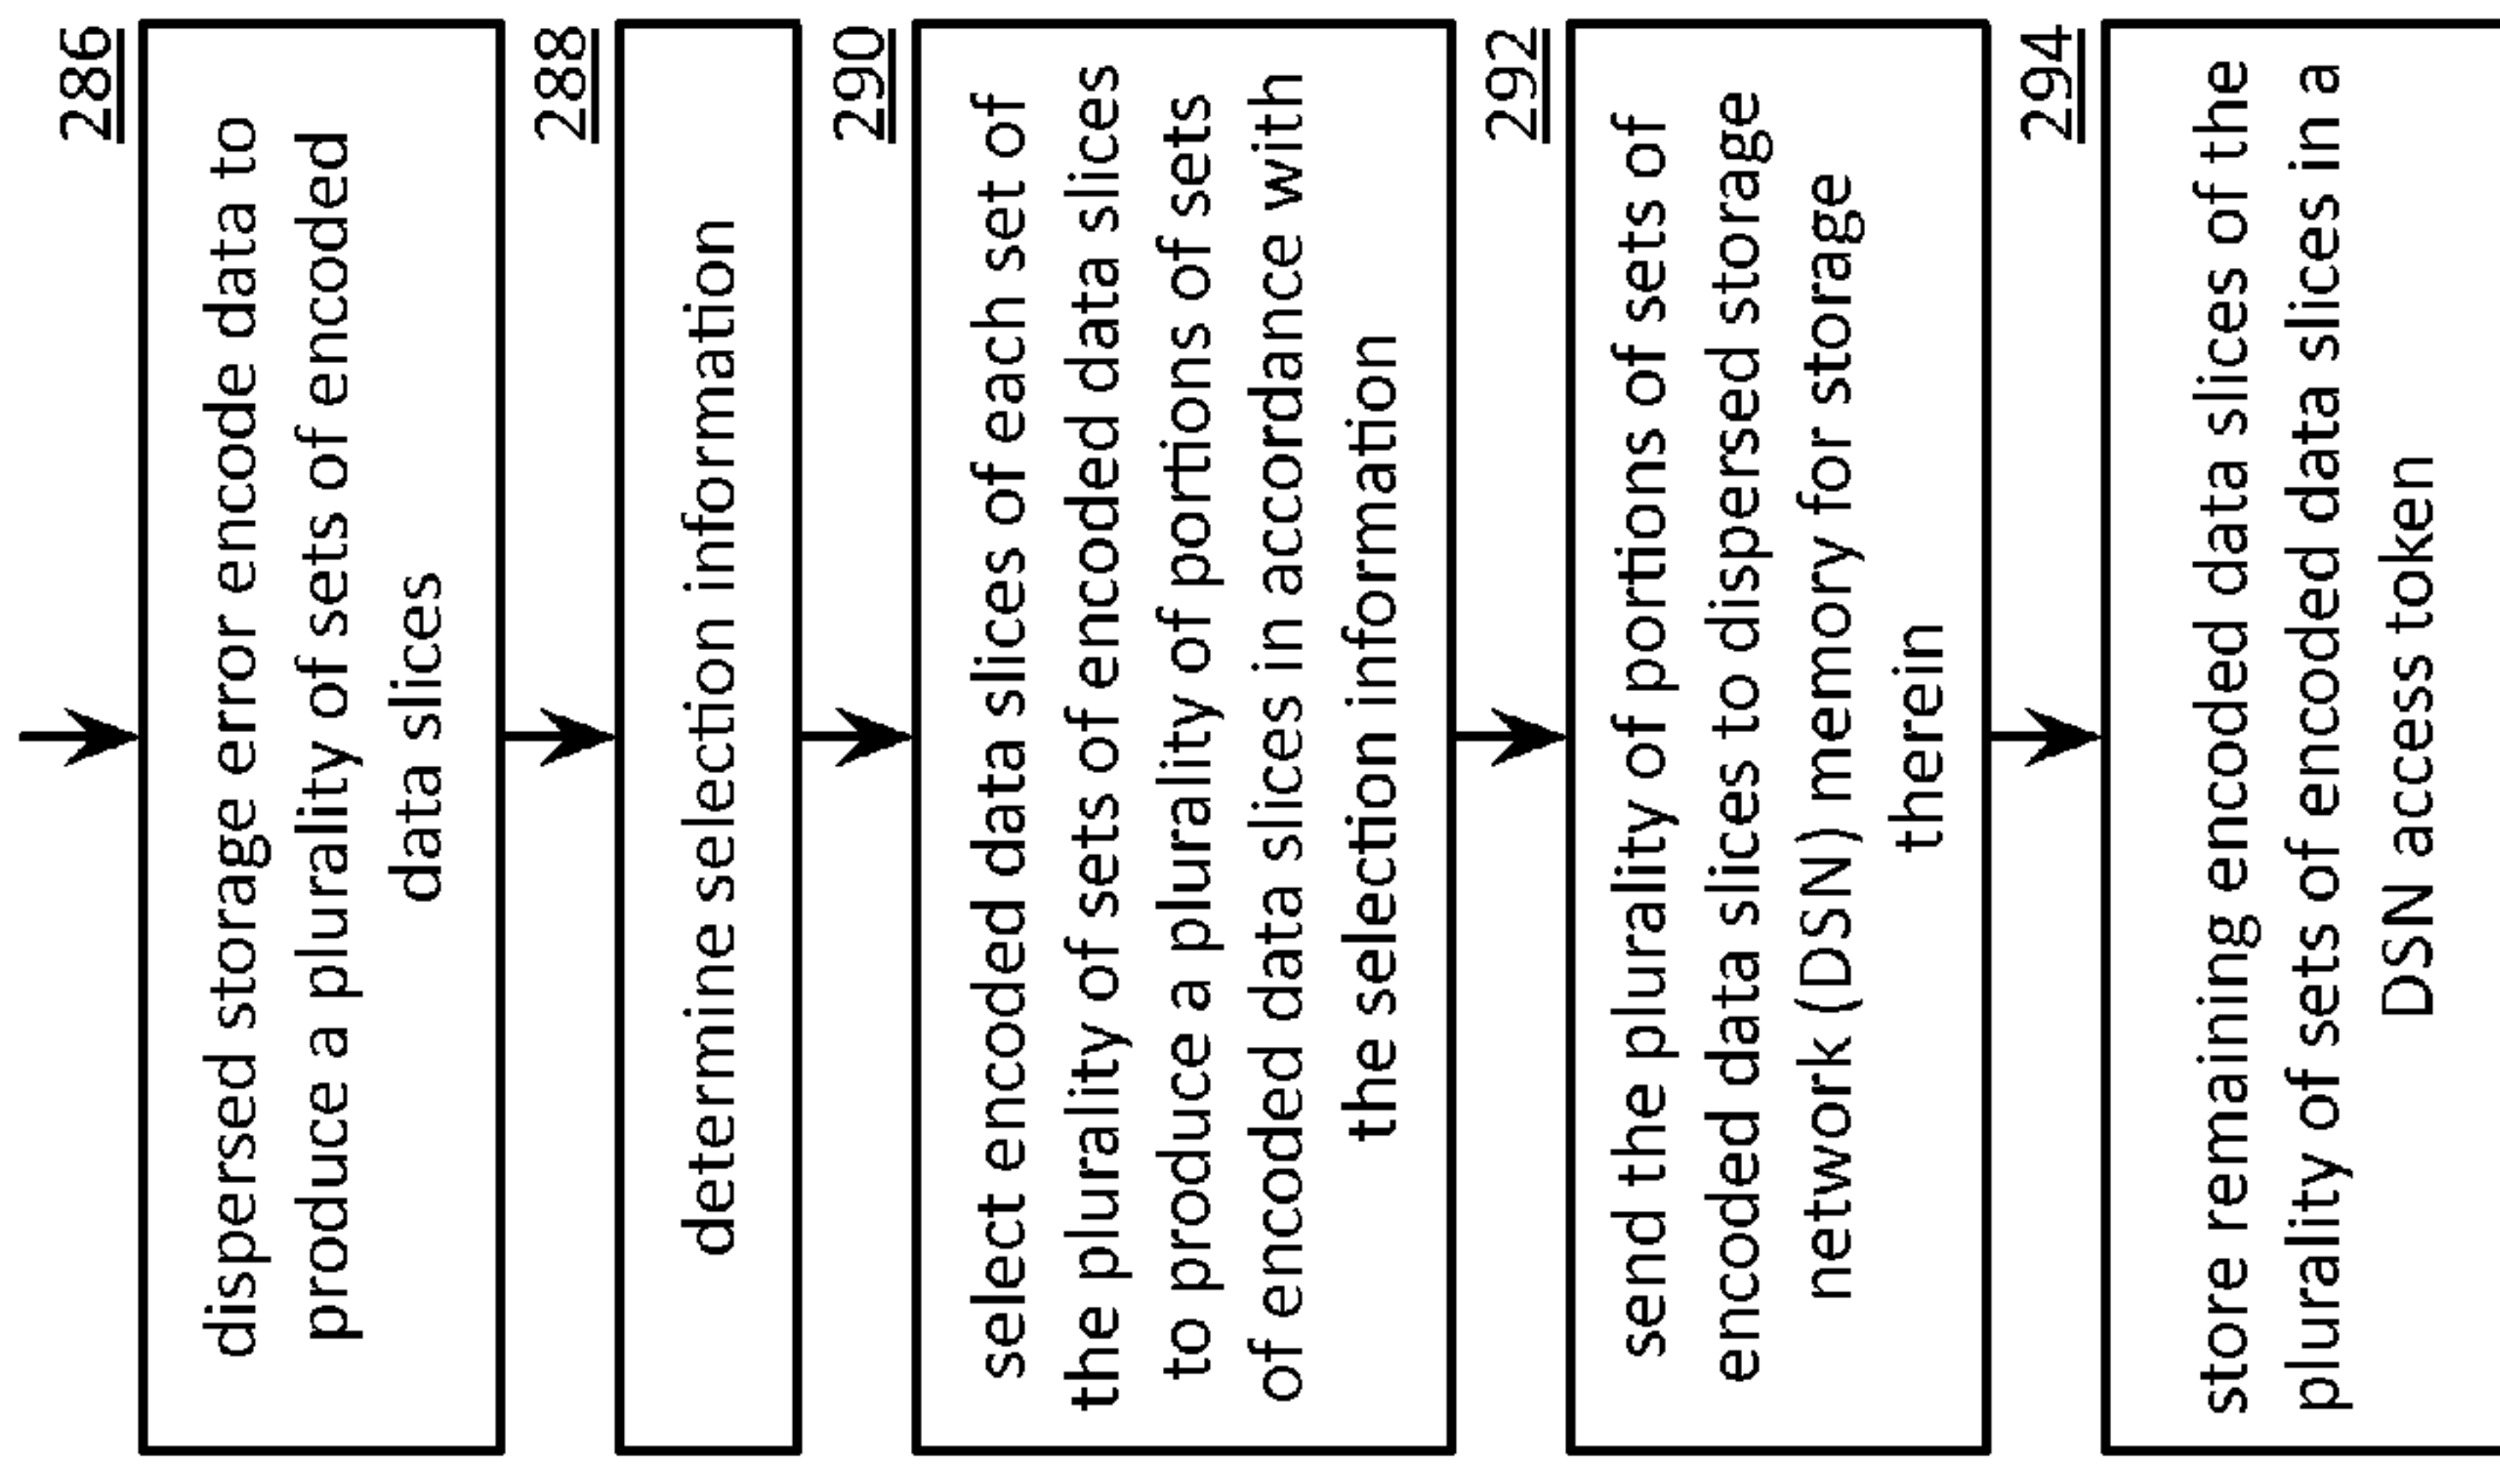 286
dispersed storage error encode data to
produce a plurality of sets of encoded
data slices
288
determine selection information
290
select encoded data slices of each set of
the plurality of sets of encoded data slices
to produce a plurality of portions of sets
of encoded data slices in accordance with
the selection information
292
send the plurality of portions of sets of
encoded data slices to dispersed storage
network (DSN) memory for storage
therein
294
store remaining encoded data slices of the
plurality of sets of encoded data slices in a
DSN access token